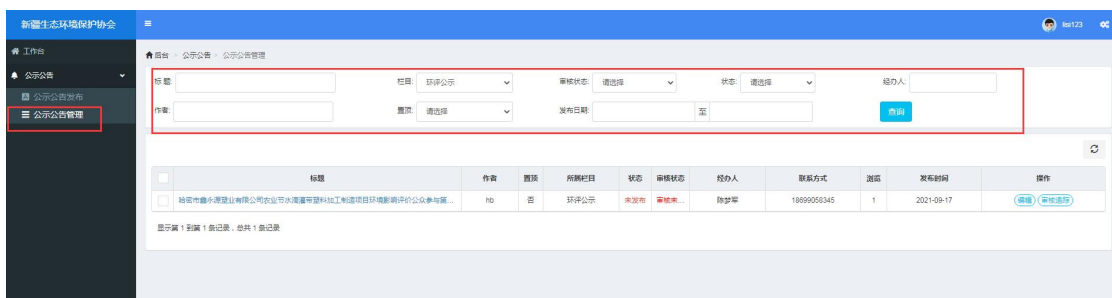 新疆生态环境保护协会 lisi123
工作台
后台 > 公示公告 > 公示公告管理
公示公告
公示公告发布
公示公告管理
标题: 栏目: 环评公示 审核状态: 请选择 状态: 请选择 经办人:
作者: 置顶: 请选择 发布日期: 至 查询
标题 作者 置顶 所属栏目 状态 审核状态 经办人 联系方式 浏览 发布时间 操作
哈密市鑫永源塑业有限公司农业节水滴灌带塑料加工制造项目环境影响评价公众参与第... hb 否 环评公示 未发布 审核未... 陈梦军 18699058345 1 2021-09-17 编辑 审核追踪
显示第 1 到第 1 条记录，总共 1 条记录